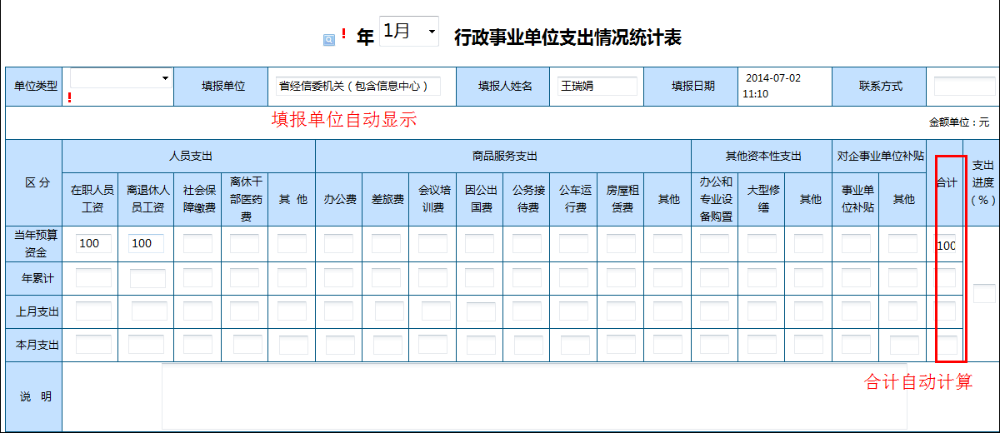 ! 年 1月 行政事业单位支出情况统计表
单位类型 ! 填报单位 省经信委机关（包含信息中心） 填报人姓名 王瑞娟 填报日期 2014-07-02 11:10 联系方式
填报单位自动显示 金额单位：元
区 分 人员支出 商品服务支出 其他资本性支出 对企事业单位补贴 合计 支出进度（%）
在职人员工资 离退休人员工资 社会保障缴费 离休干部医药费 其 他 办公费 差旅费 会议培训费 因公出国费 公务接待费 公车运行费 房屋租赁费 其他 办公和专业设备购置 大型修缮 其他 事业单位补贴 其他
当年预算资金 100 100 100
年累计
上月支出
本月支出
合计自动计算
说 明